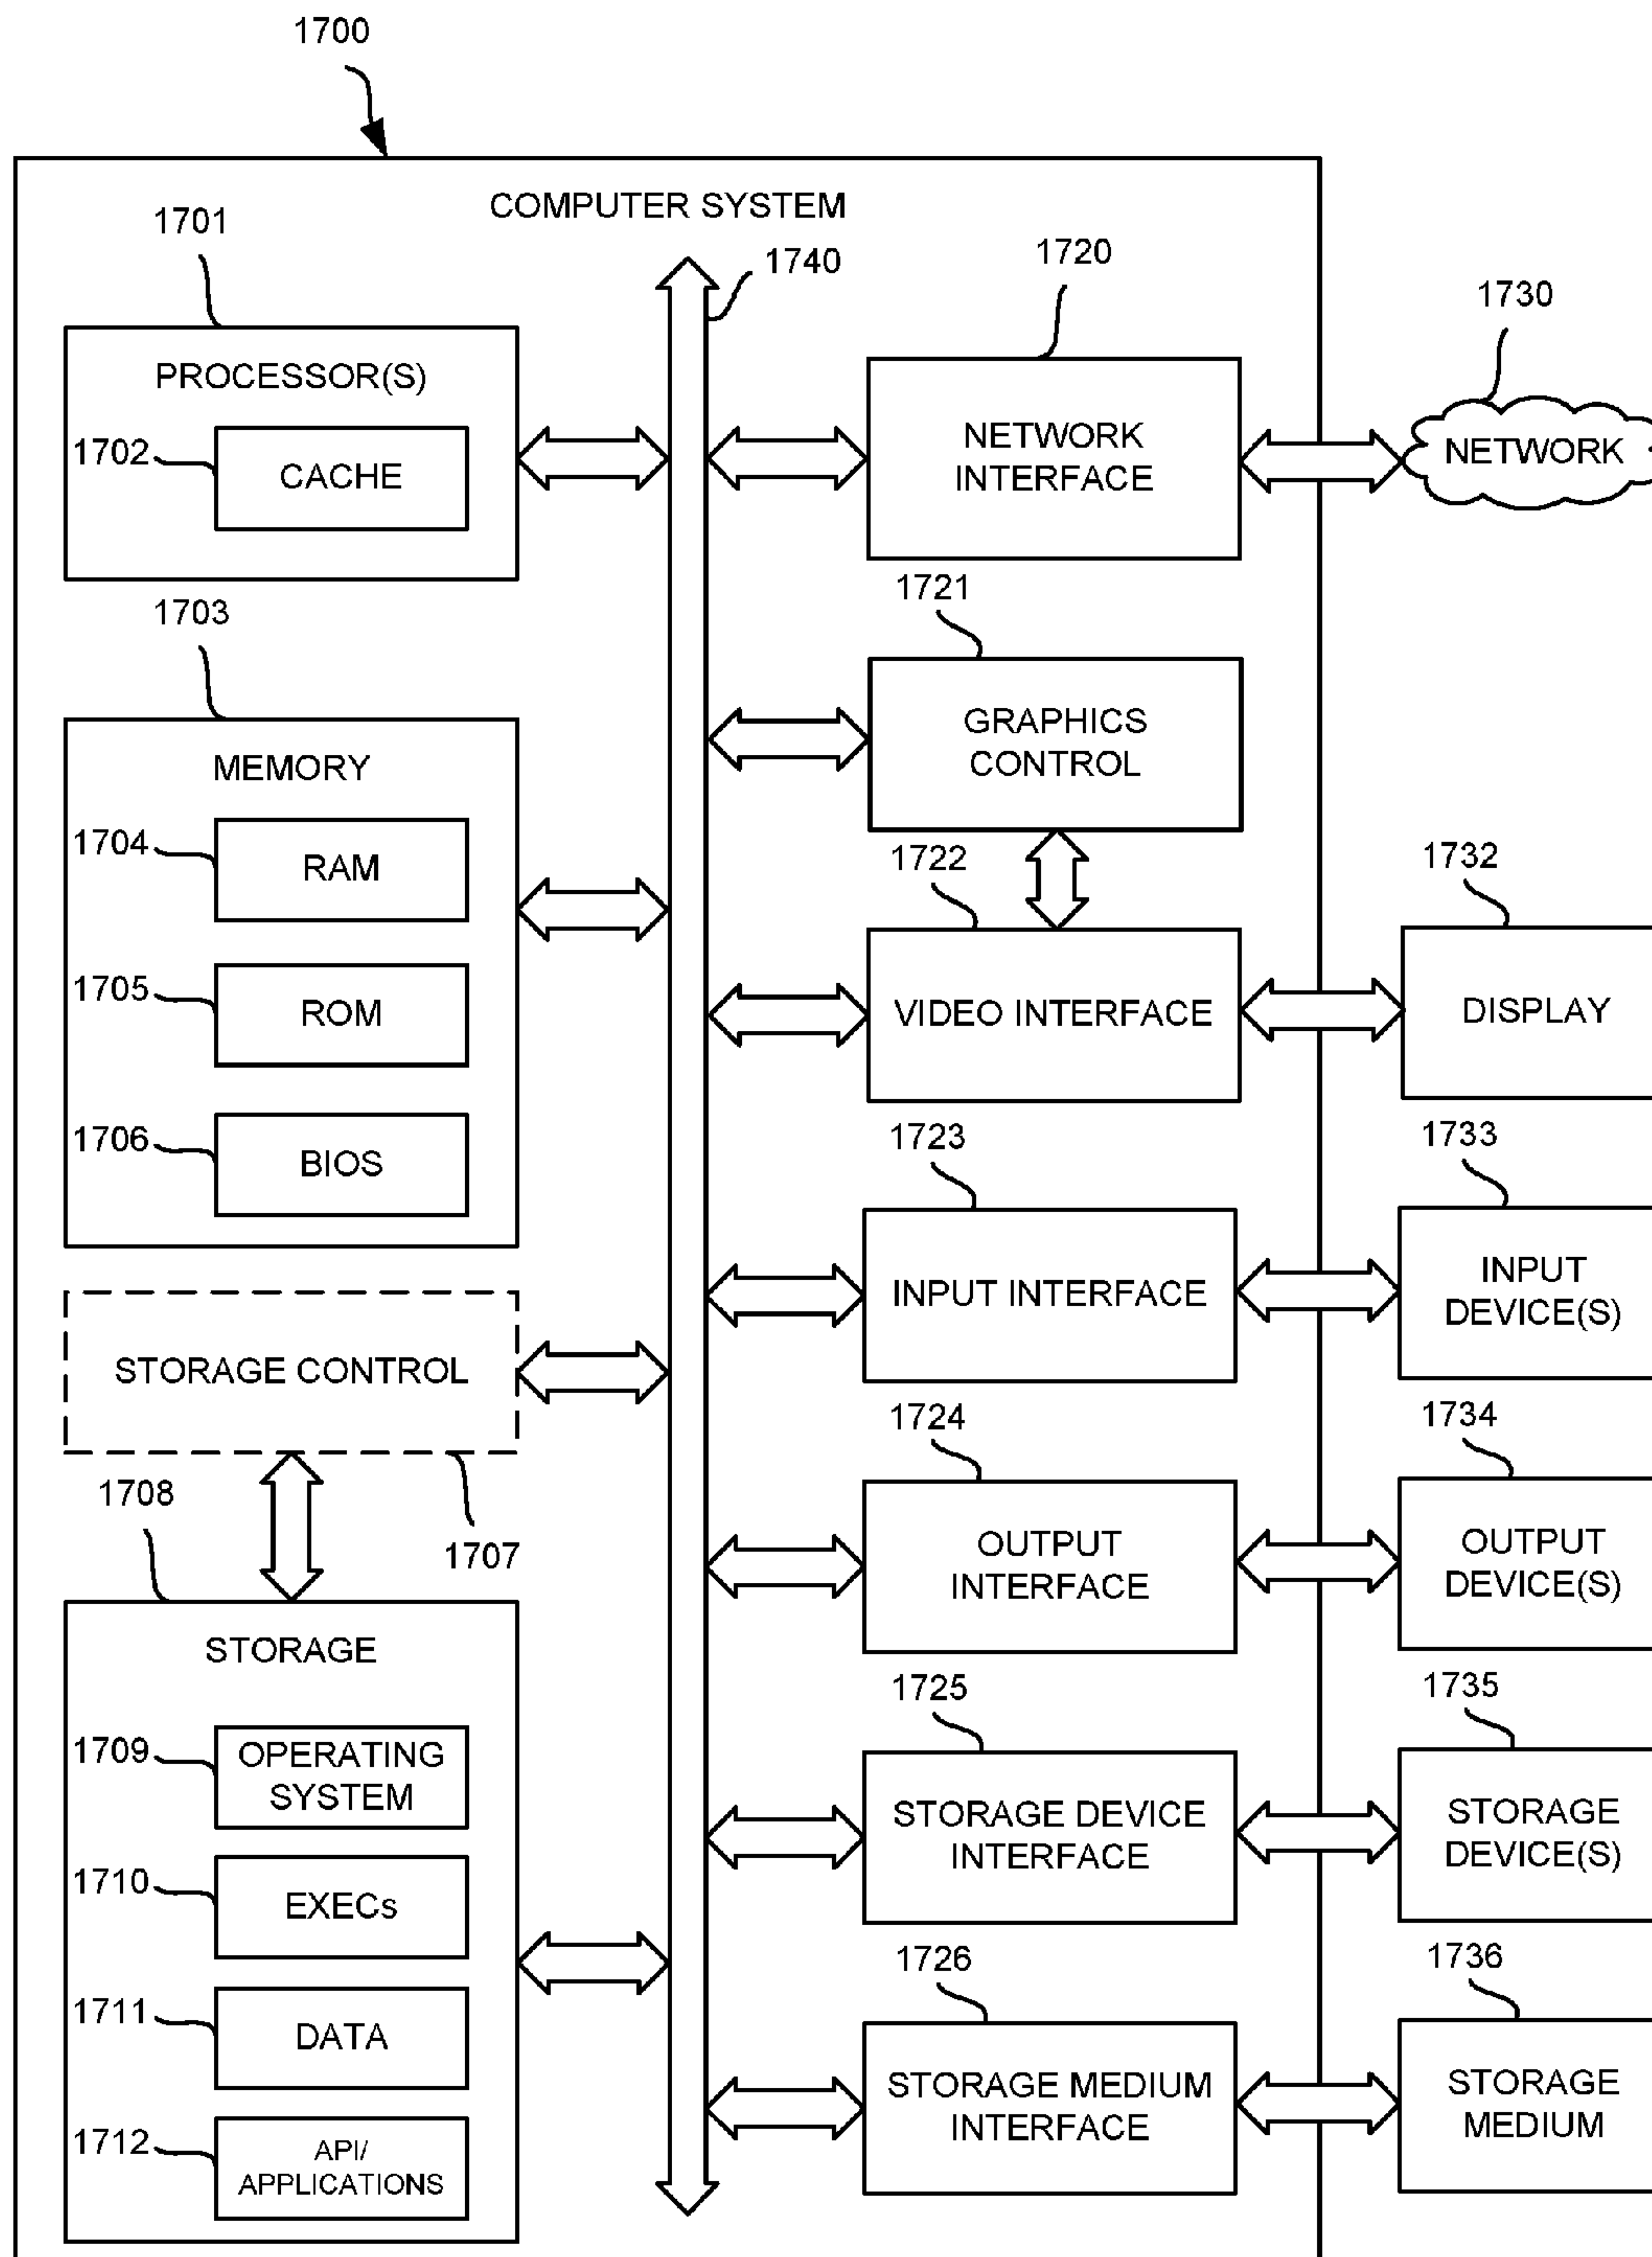 1700
COMPUTER SYSTEM
1701
PROCESSOR(S)
1702
CACHE
1703
MEMORY
1704
RAM
1705
ROM
1706
BIOS
STORAGE CONTROL
1707
1708
STORAGE
1709
OPERATING
SYSTEM
1710
EXECs
1711
DATA
1712
API/
APPLICATIONS
1740
1720
NETWORK
INTERFACE
1730
NETWORK
1721
GRAPHICS
CONTROL
1722
VIDEO INTERFACE
1732
DISPLAY
1723
INPUT INTERFACE
1733
INPUT
DEVICE(S)
1724
OUTPUT
INTERFACE
1734
OUTPUT
DEVICE(S)
1725
STORAGE DEVICE
INTERFACE
1735
STORAGE
DEVICE(S)
1726
STORAGE MEDIUM
INTERFACE
1736
STORAGE
MEDIUM